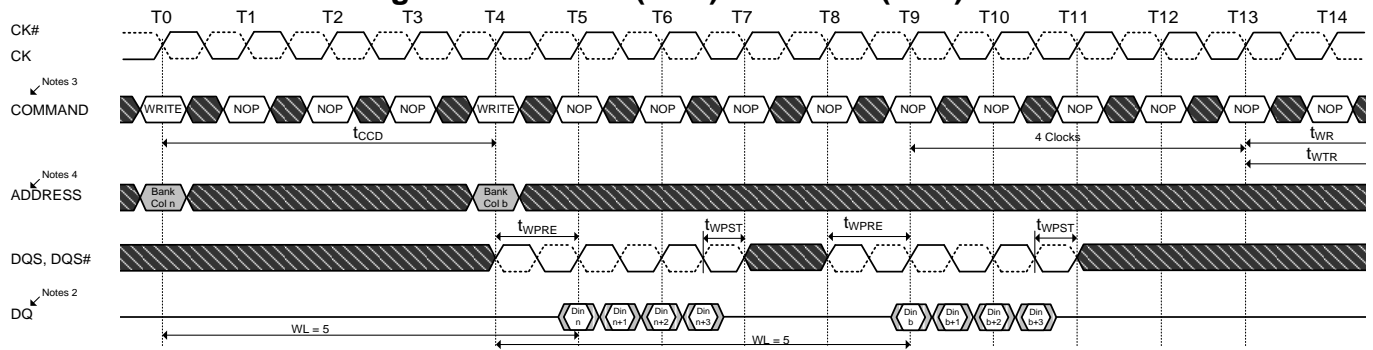 T0 T1 T2 T3 T4 T5 T6 T7 T8 T9 T10 T11 T12 T13 T14
CK#
CK
Notes 3
COMMAND
WRITE NOP NOP NOP WRITE NOP NOP NOP NOP NOP NOP NOP NOP NOP NOP
tCCD
4 Clocks
tWR
tWTR
Notes 4
ADDRESS
Bank Bank
Col n Col b
tWPRE tWPST tWPRE tWPST
DQS, DQS#
Notes 2
DQ
Din Din Din Din Din Din Din Din
n n+1 n+2 n+3 b b+1 b+2 b+3
WL = 5
WL = 5